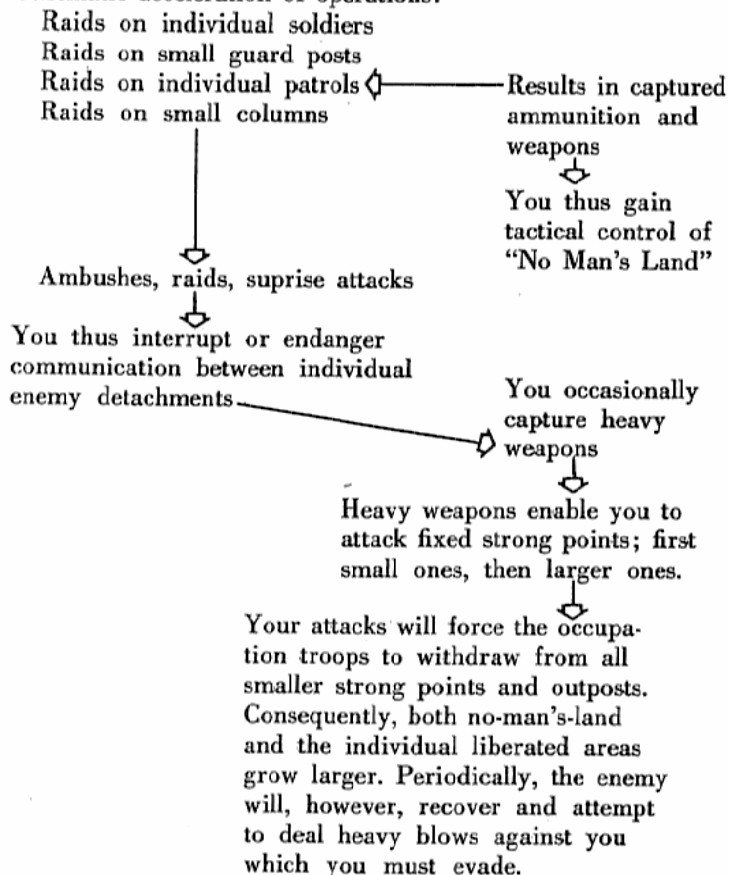 Raids on individual soldiers
Raids on small guard posts
Raids on individual patrols
Raids on small columns
Results in captured
ammunition and
weapons
You thus gain
tactical control of
“No Man’s Land”
Ambushes, raids, suprise attacks
You thus interrupt or endanger
communication between individual
enemy detachments
You occasionally
capture heavy
weapons
Heavy weapons enable you to
attack fixed strong points; first
small ones, then larger ones.
Your attacks will force the occupa-
tion troops to withdraw from all
smaller strong points and outposts.
Consequently, both no-man’s-land
and the individual liberated areas
grow larger. Periodically, the enemy
will, however, recover and attempt
to deal heavy blows against you
which you must evade.